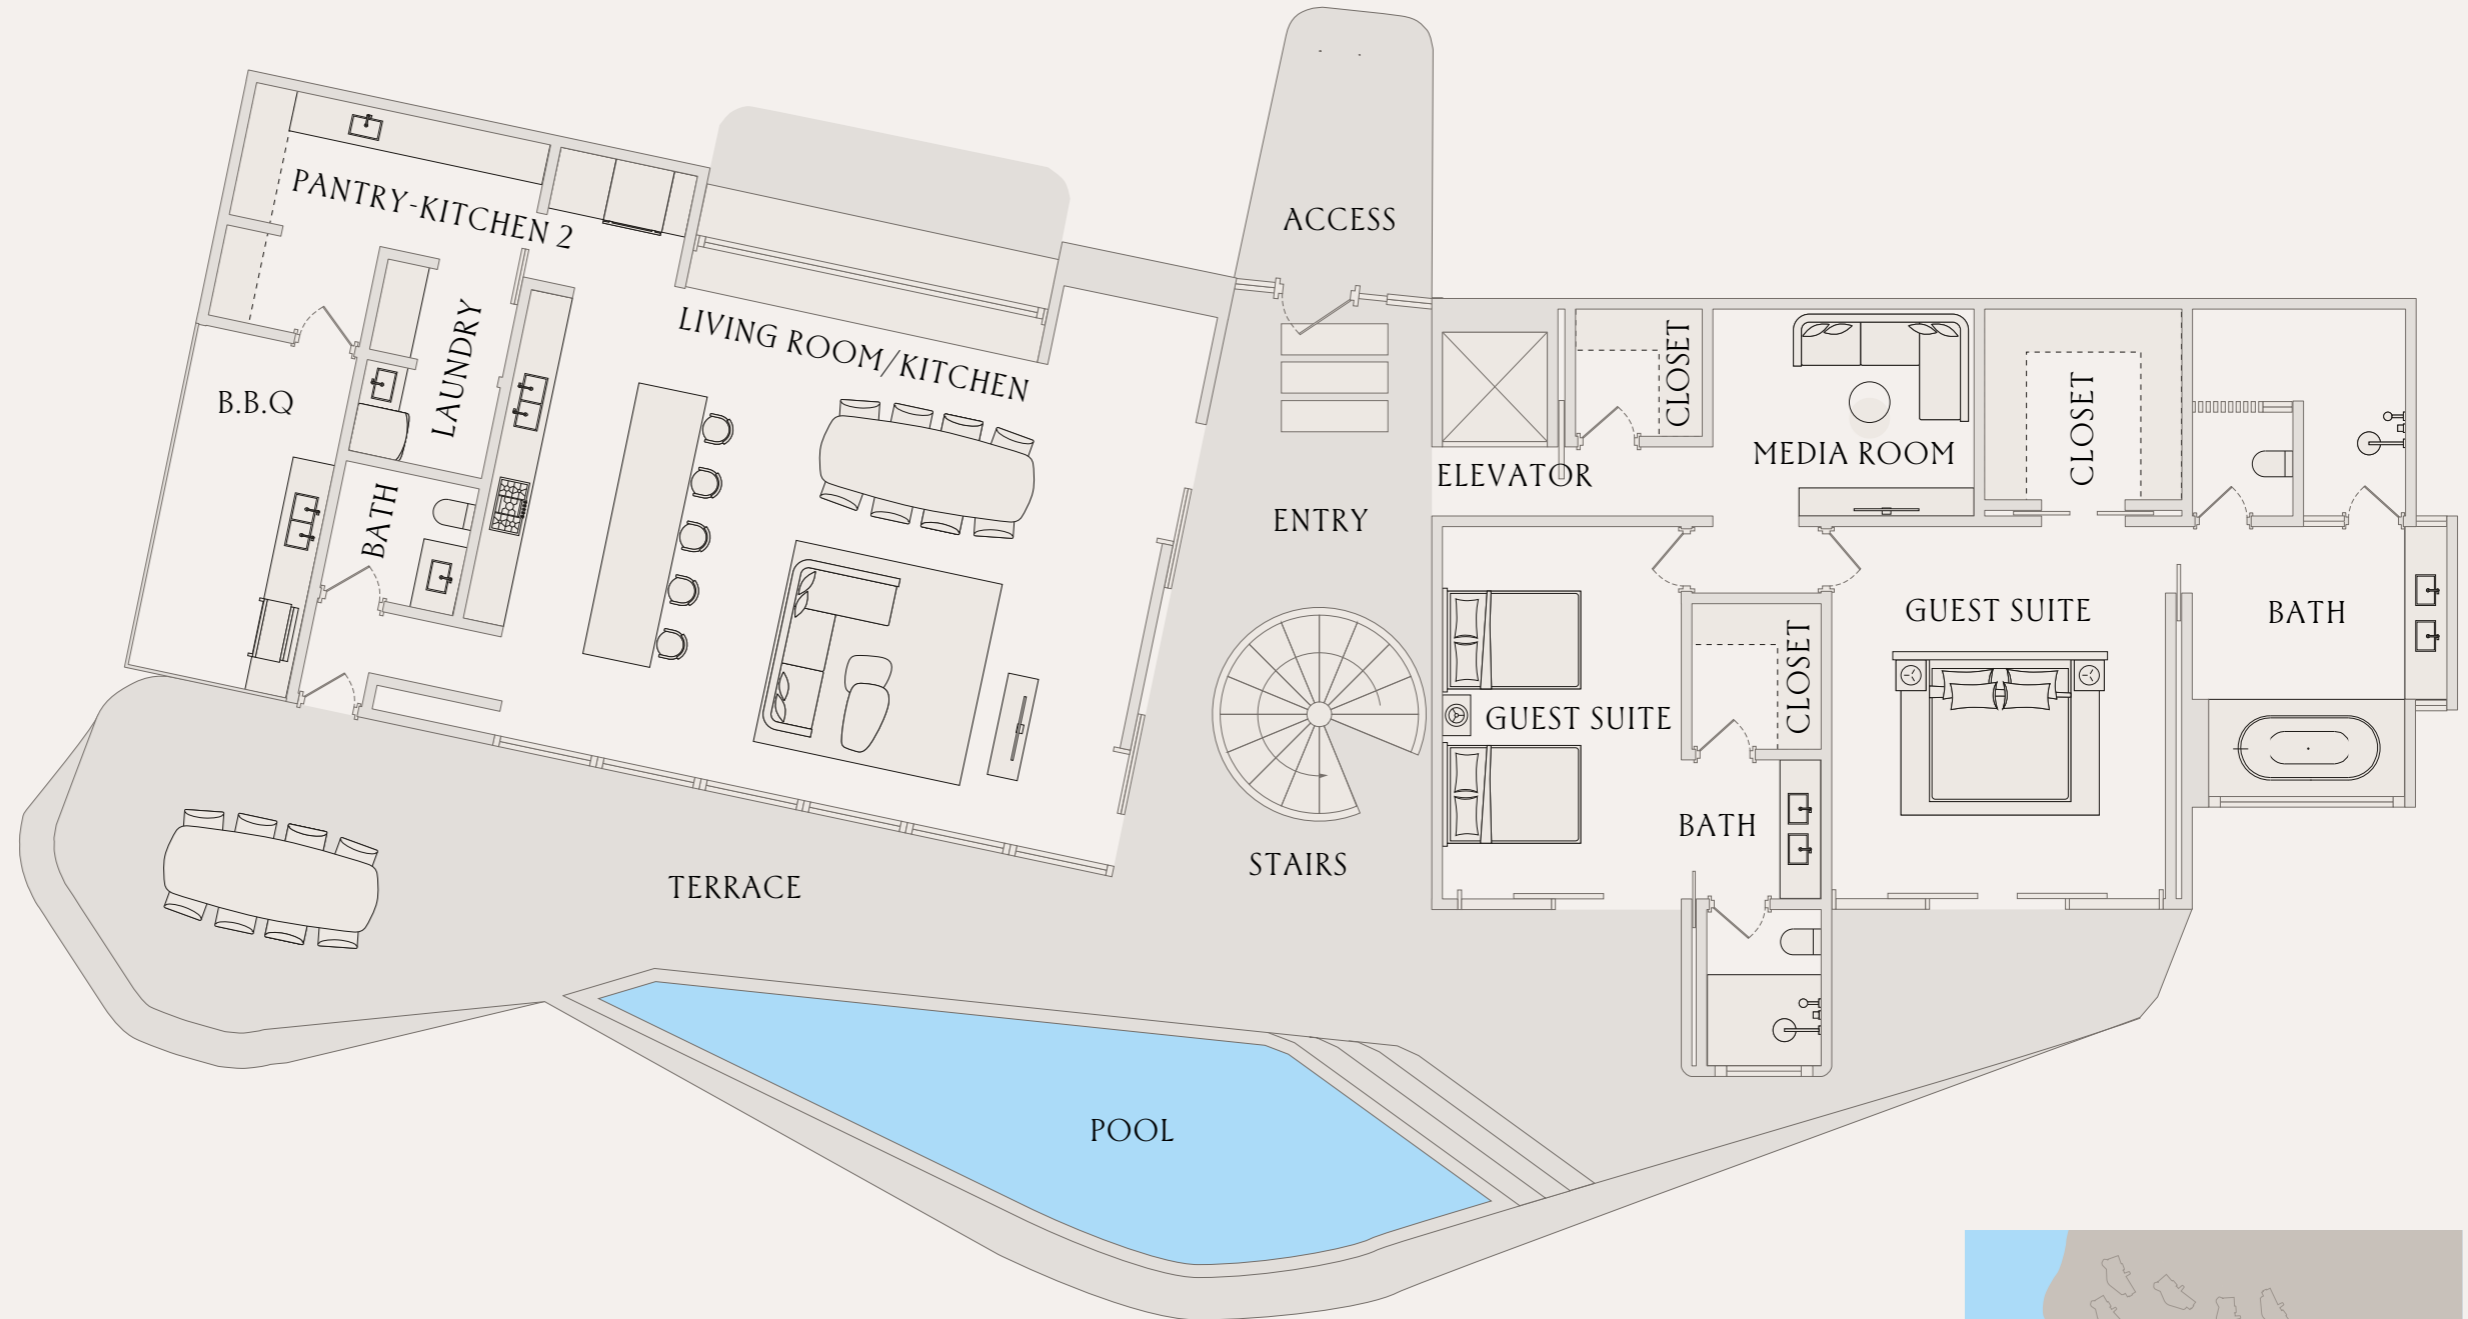 ACCESS
PANTRY-KITCHEN 2
LIVING ROOM/KITCHEN
LAUNDRY
B.B.Q
BATH
CLOSET
MEDIA ROOM
CLOSET
ELEVATOR
ENTRY
GUEST SUITE
BATH
CLOSET
GUEST SUITE
BATH
STAIRS
TERRACE
POOL